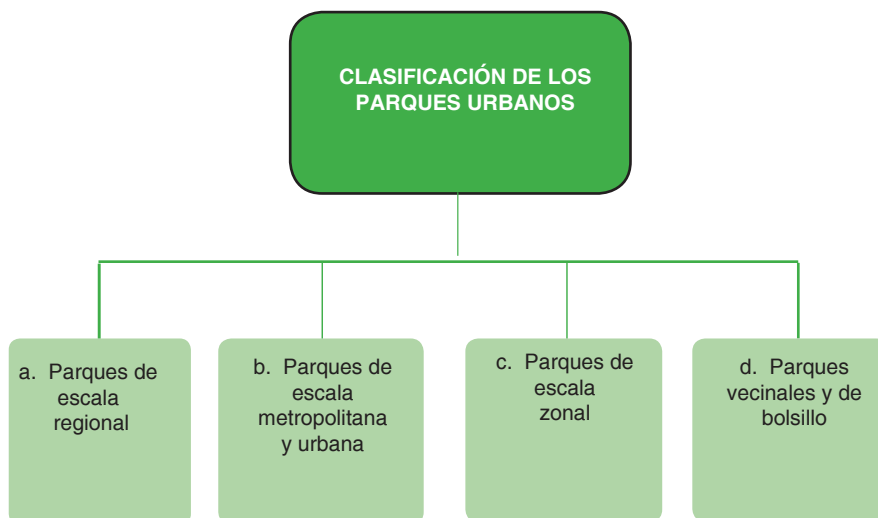 CLASIFICACIÓN DE LOS
PARQUES URBANOS
a. Parques de
escala
regional
b. Parques de
escala
metropolitana
y urbana
c. Parques de
escala
zonal
d. Parques
vecinales y de
bolsillo